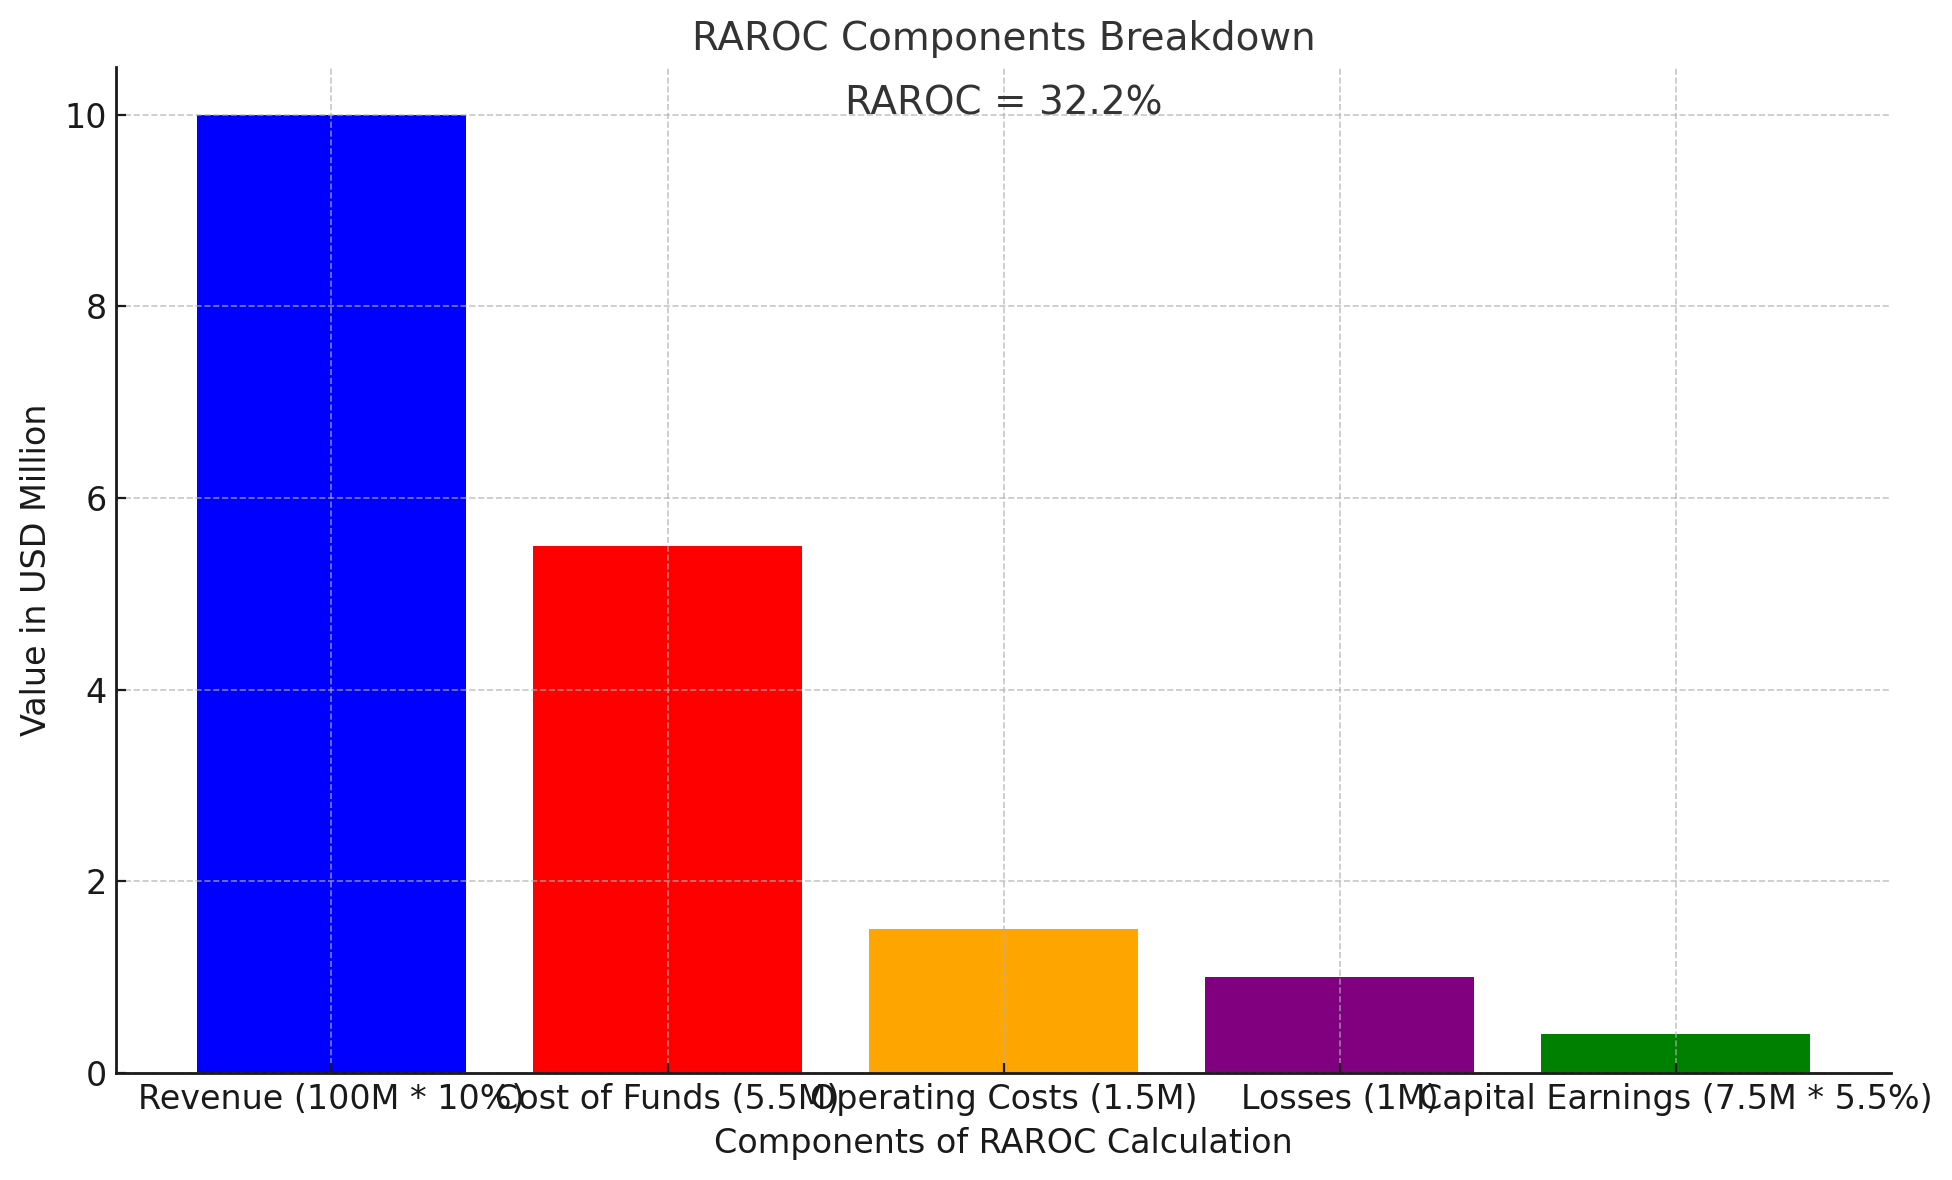 RAROC Components Breakdown
RAROC = 32.2%
Value in USD Million
10
8
6
4
2
0
Revenue (100M * 10%)
Cost of Funds (5.5M)
Operating Costs (1.5M)
Losses (1M)
Capital Earnings (7.5M * 5.5%)
Components of RAROC Calculation